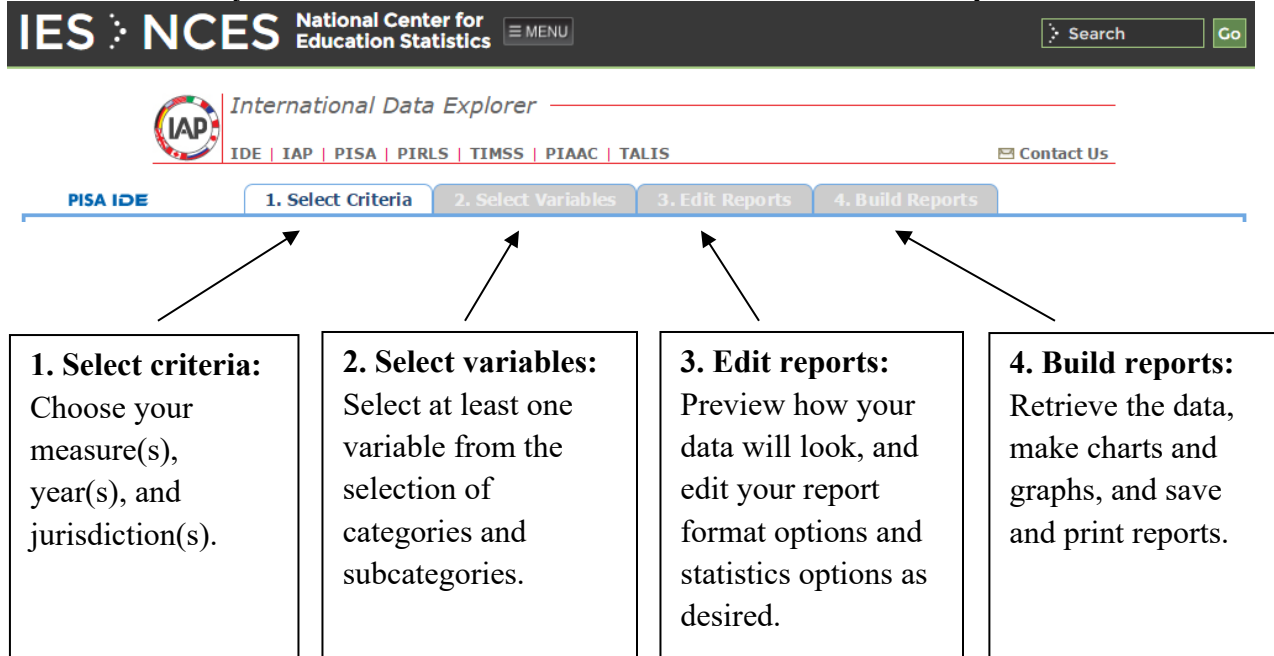 IES NCES National Center for Education Statistics ≡ MENU Search Go
IAP
International Data Explorer
IDE | IAP | PISA | PIRLS | TIMSS | PIAAC | TALIS Contact Us
PISA IDE 1. Select Criteria 2. Select Variables 3. Edit Reports 4. Build Reports
1. Select criteria:
Choose your
measure(s),
year(s), and
jurisdiction(s).
2. Select variables:
Select at least one
variable from the
selection of
categories and
subcategories.
3. Edit reports:
Preview how your
data will look, and
edit your report
format options and
statistics options as
desired.
4. Build reports:
Retrieve the data,
make charts and
graphs, and save
and print reports.